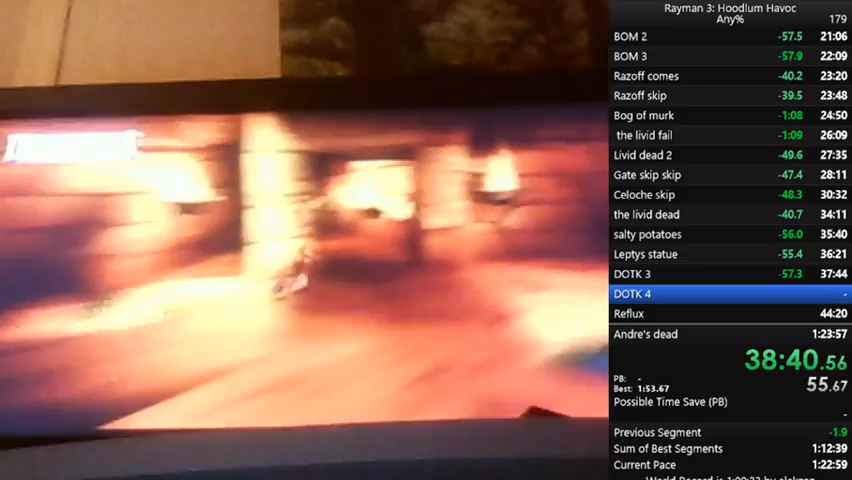 Rayman 3: Hoodlum Havoc
Any% 179
BOM 2 -57.5 21:06
BOM 3 -57.9 22:09
Razoff comes -40.2 23:20
Razoff skip -39.5 23:48
Bog of murk -1:08 24:50
the livid fail -1:09 26:09
Livid dead 2 -49.6 27:35
Gate skip skip -47.4 28:11
Celoche skip -48.3 30:32
the livid dead -40.7 34:11
salty potatoes -56.0 35:40
Leptys statue -55.4 36:21
DOTK 3 -57.3 37:44
DOTK 4 -
Reflux 44:20
Andre's dead 1:23:57
38:40.56
PB: -
Best: 1:53.67 55.67
Possible Time Save (PB)
-
Previous Segment -1.9
Sum of Best Segments 1:12:39
Current Pace 1:22:59
World Record is